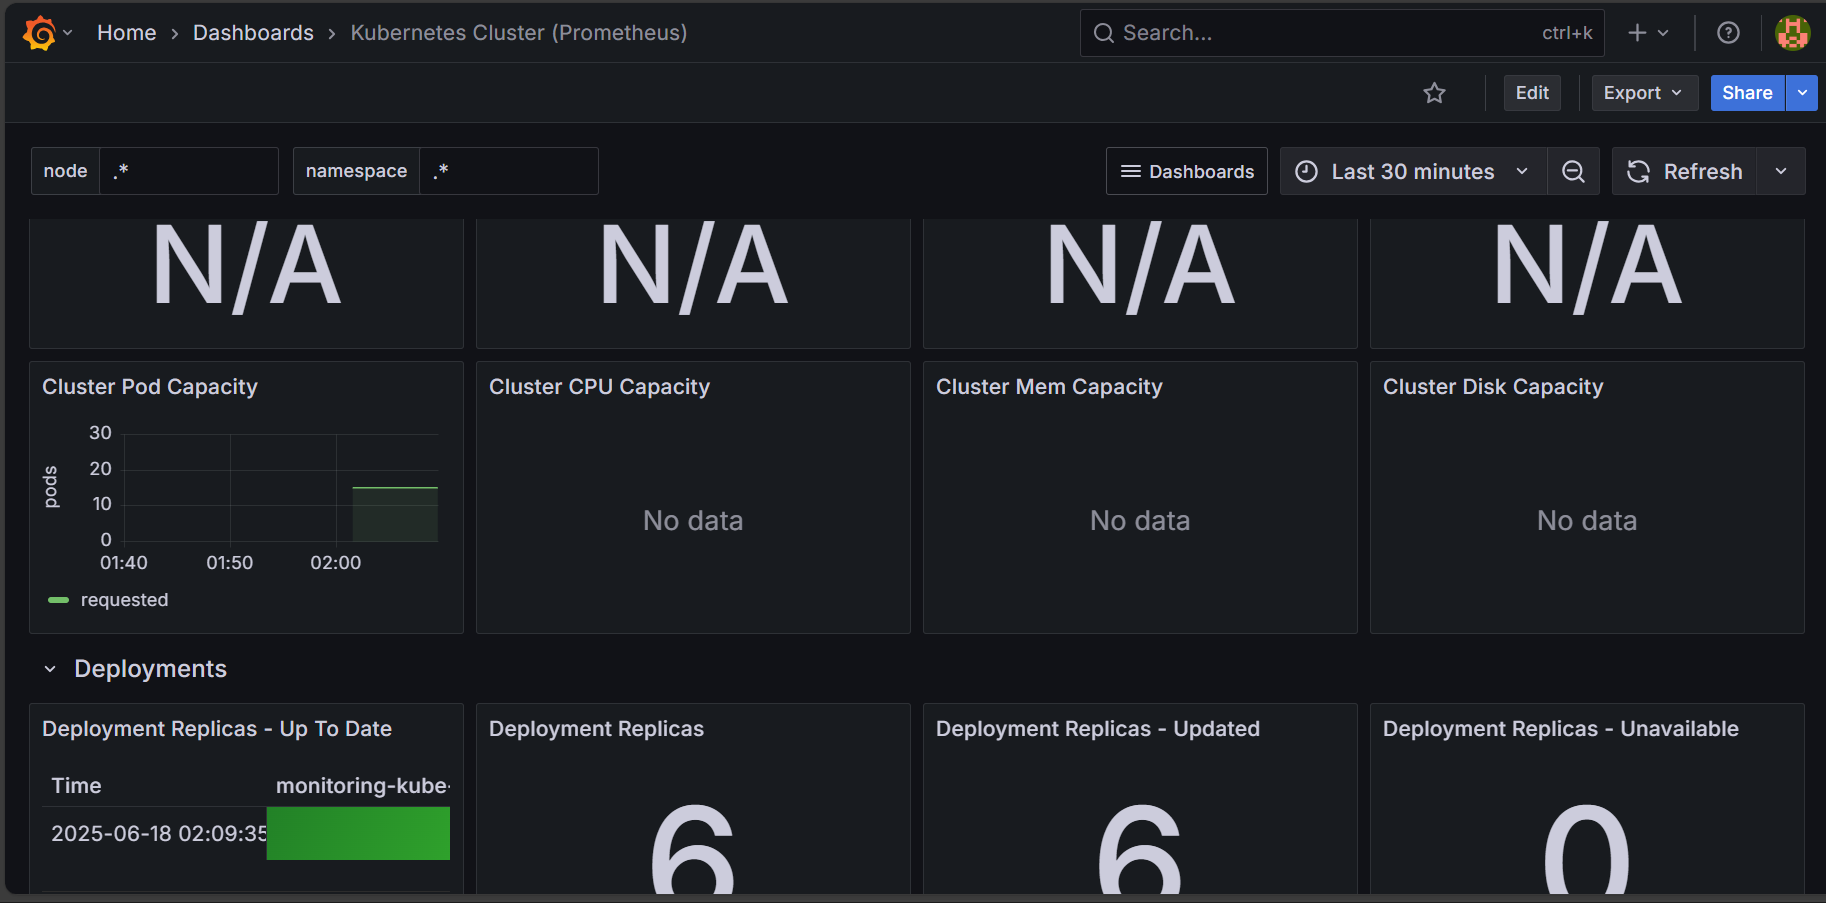 Home › Dashboards › Kubernetes Cluster (Prometheus)
Search...
ctrl+k
Edit
Export
Share
node
.*
namespace
.*
Dashboards
Last 30 minutes
Refresh
N/A
N/A
N/A
N/A
Cluster Pod Capacity
30
20
10
0
pods
01:40
01:50
02:00
requested
Cluster CPU Capacity
No data
Cluster Mem Capacity
No data
Cluster Disk Capacity
No data
Deployments
Deployment Replicas - Up To Date
Time
monitoring-kube-
2025-06-18 02:09:35
Deployment Replicas
6
Deployment Replicas - Updated
6
Deployment Replicas - Unavailable
0